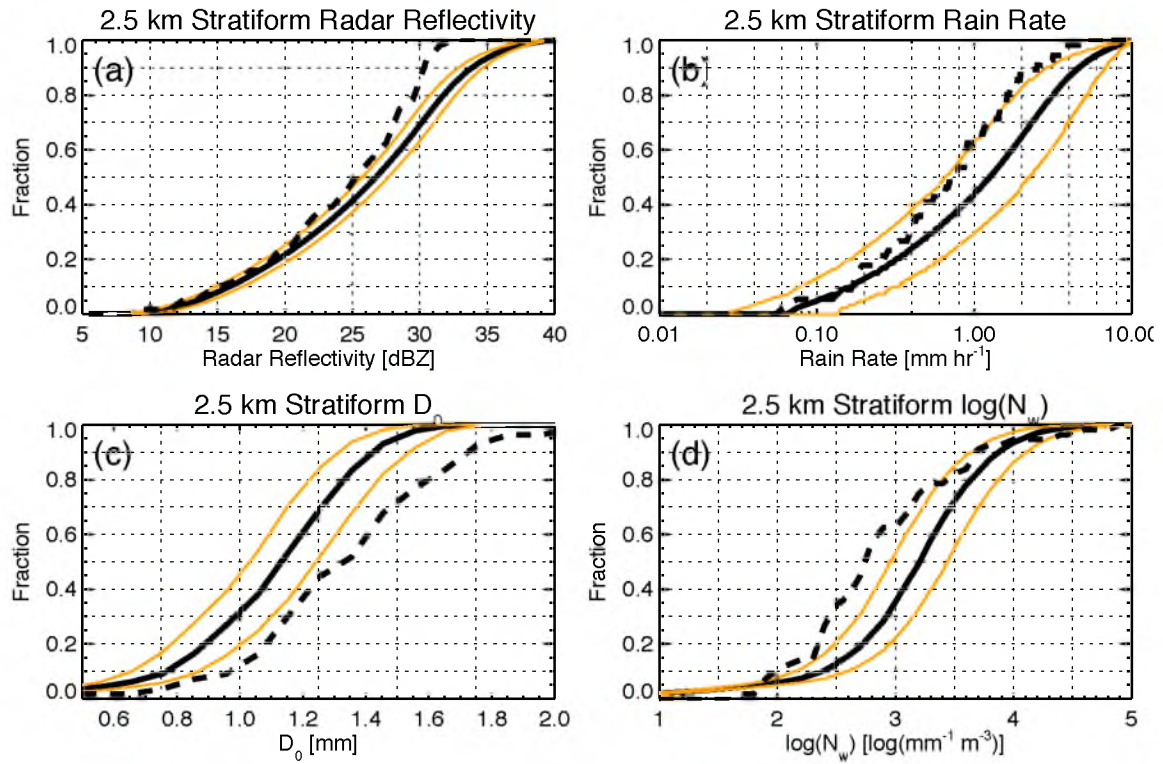 2.5 km Stratiform Radar Reflectivity
(a)
1.0
0.8
0.6
0.4
0.2
0.0
Fraction
5 10 15 20 25 30 35 40
Radar Reflectivity [dBZ]
2.5 km Stratiform Rain Rate
(b)
1.0
0.8
0.6
0.4
0.2
0.0
Fraction
0.01 0.10 1.00 10.00
Rain Rate [mm hr⁻¹]
2.5 km Stratiform D₀
(c)
1.0
0.8
0.6
0.4
0.2
0.0
Fraction
0.6 0.8 1.0 1.2 1.4 1.6 1.8 2.0
D₀ [mm]
2.5 km Stratiform log(N_w)
(d)
1.0
0.8
0.6
0.4
0.2
0.0
Fraction
1 2 3 4 5
log(N_w) [log(mm⁻¹ m⁻³)]